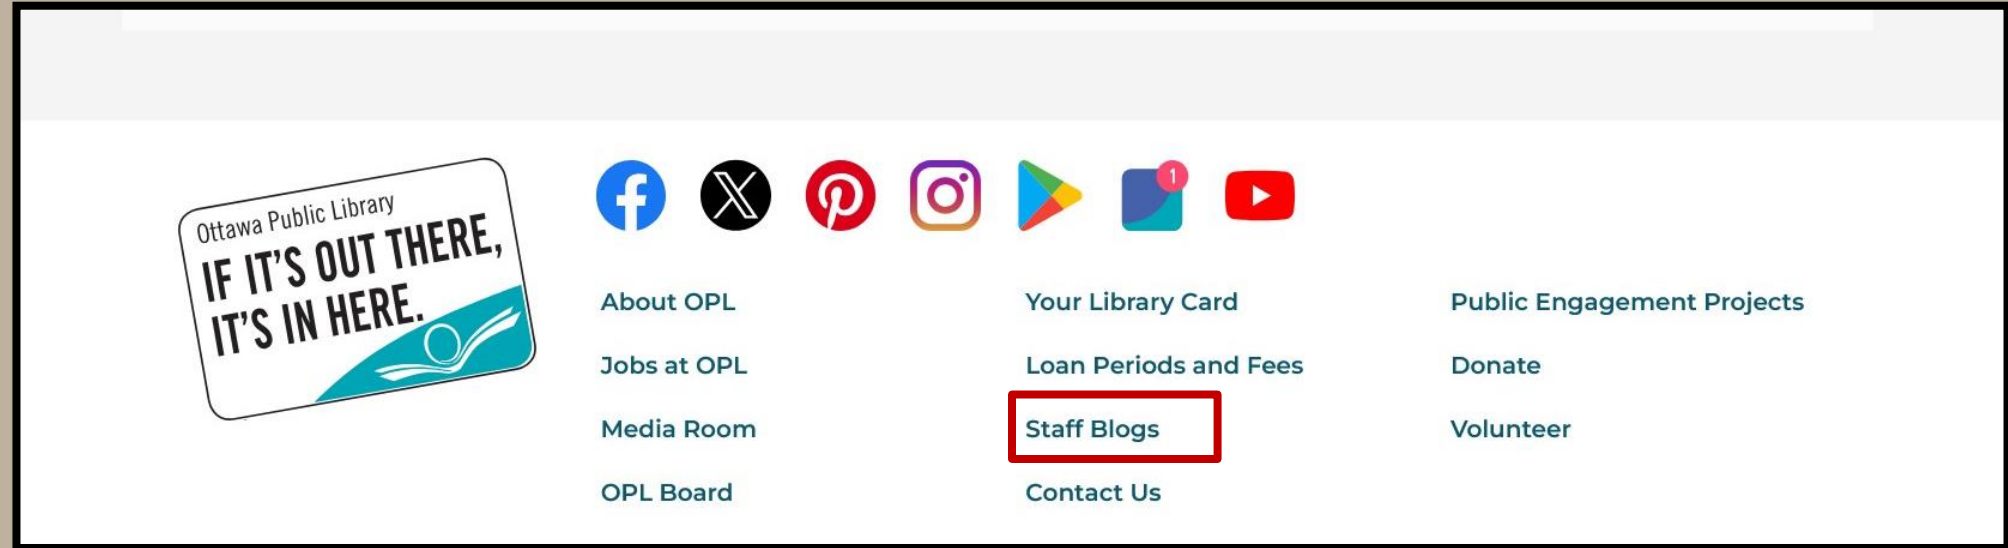 Ottawa Public Library
IF IT'S OUT THERE,
IT'S IN HERE.
1
About OPL
Jobs at OPL
Media Room
OPL Board
Your Library Card
Loan Periods and Fees
Staff Blogs
Contact Us
Public Engagement Projects
Donate
Volunteer